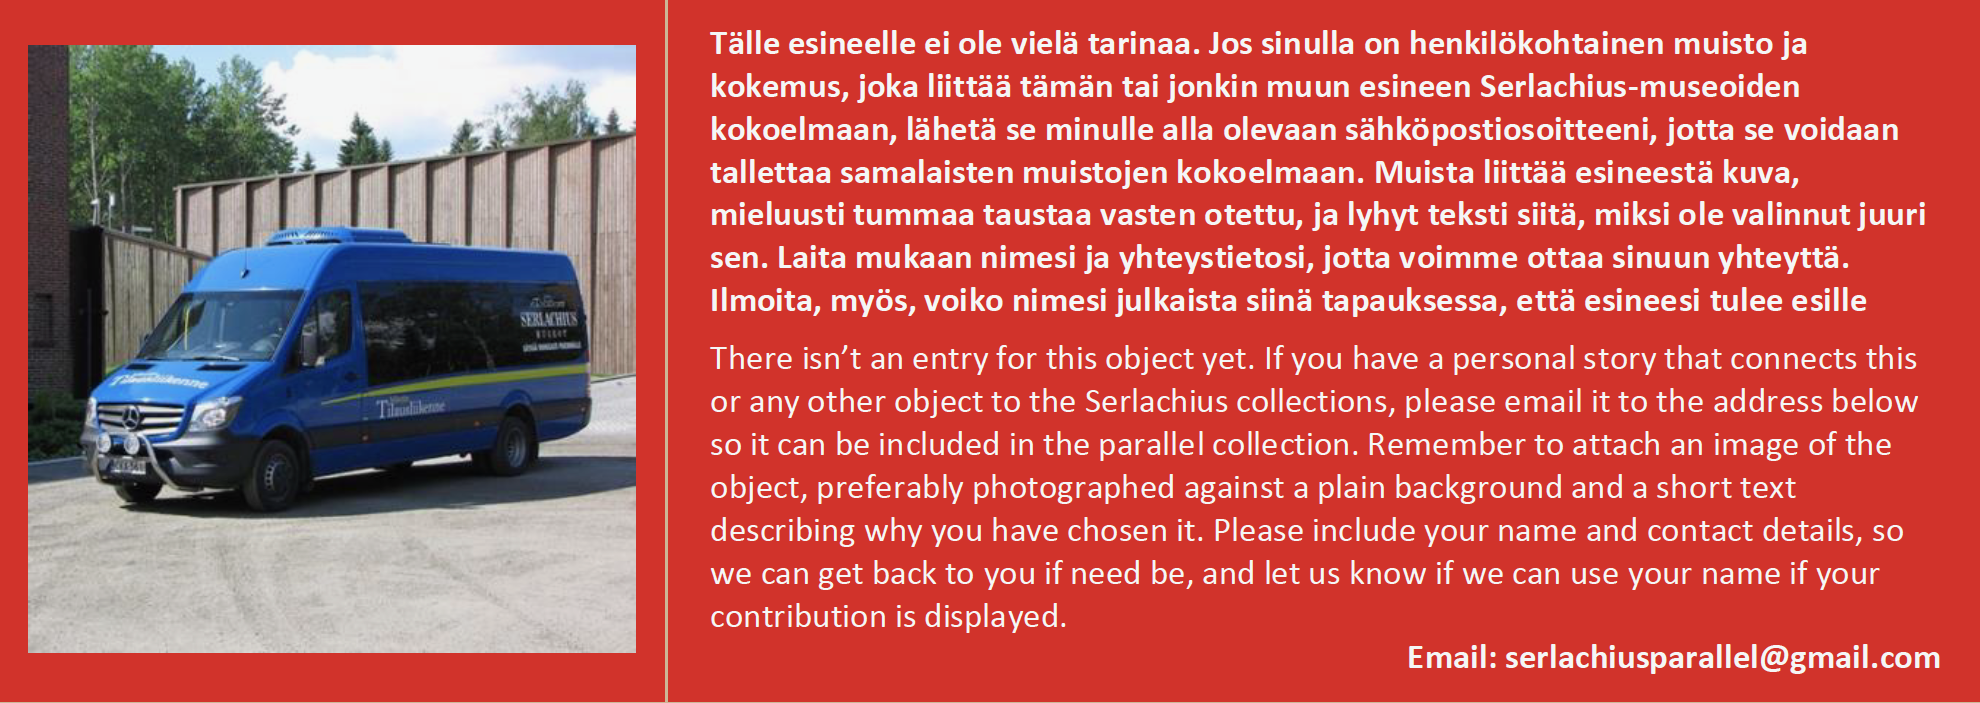 Tälle esineelle ei ole vielä tarinaa. Jos sinulla on henkilökohtainen muisto ja
kokemus, joka liittää tämän tai jonkin muun esineen Serlachius-museoiden
kokoelmaan, lähetä se minulle alla olevaan sähköpostiosoitteeni, jotta se voidaan
tallettaa samalaisten muistojen kokoelmaan. Muista liittää esineestä kuva,
mieluusti tummaa taustaa vasten otettu, ja lyhyt teksti siitä, miksi ole valinnut juuri
sen. Laita mukaan nimesi ja yhteystietosi, jotta voimme ottaa sinuun yhteyttä.
Ilmoita, myös, voiko nimesi julkaista siinä tapauksessa, että esineesi tulee esille
There isn’t an entry for this object yet. If you have a personal story that connects this
or any other object to the Serlachius collections, please email it to the address below
so it can be included in the parallel collection. Remember to attach an image of the
object, preferably photographed against a plain background and a short text
describing why you have chosen it. Please include your name and contact details, so
we can get back to you if need be, and let us know if we can use your name if your
contribution is displayed.
Email: serlachiusparallel@gmail.com
SERLACHIUS
Tilausliikenne
Tilausliikenne